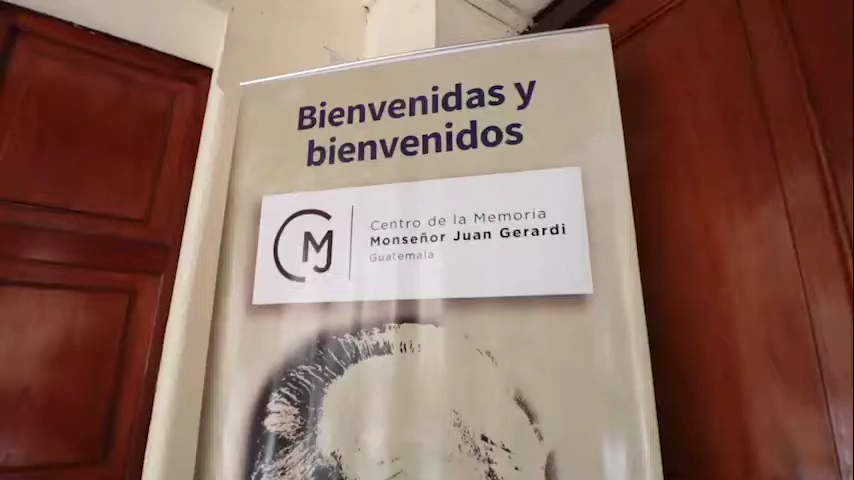 Bienvenidas y
bienvenidos
CMJ
Centro de la Memoria
Monseñor Juan Gerardi
Guatemala